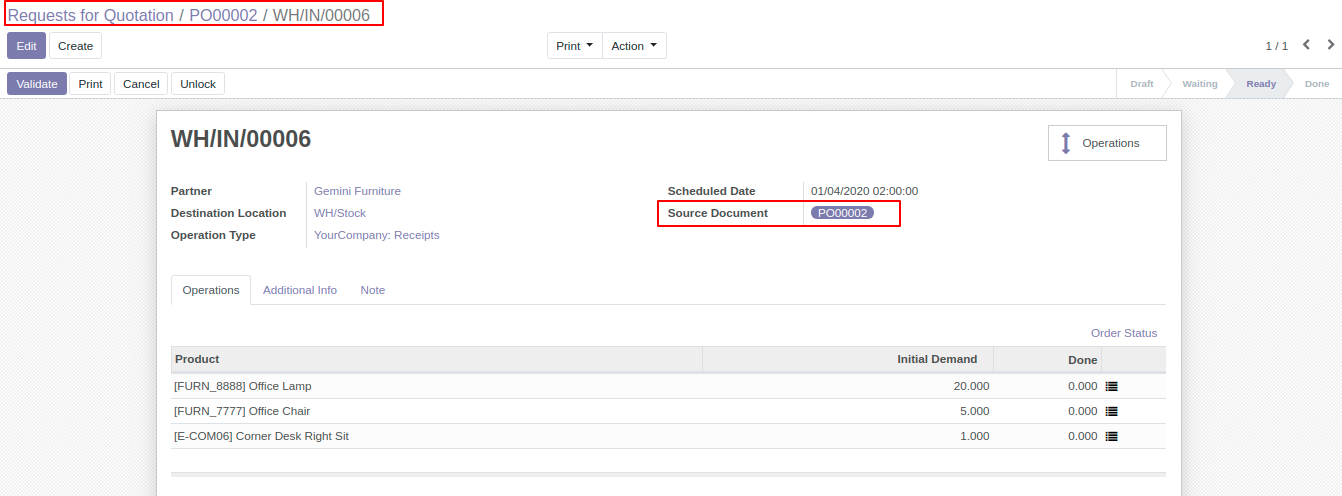 Requests for Quotation / PO00002 / WH/IN/00006
Edit Create Print Action 1 / 1
Validate Print Cancel Unlock Draft Waiting Ready Done
WH/IN/00006
Operations
Partner Gemini Furniture Scheduled Date 01/04/2020 02:00:00
Destination Location WH/Stock Source Document PO00002
Operation Type YourCompany: Receipts
Operations Additional Info Note
Order Status
Product Initial Demand Done
[FURN_8888] Office Lamp 20.000 0.000
[FURN_7777] Office Chair 5.000 0.000
[E-COM06] Corner Desk Right Sit 1.000 0.000